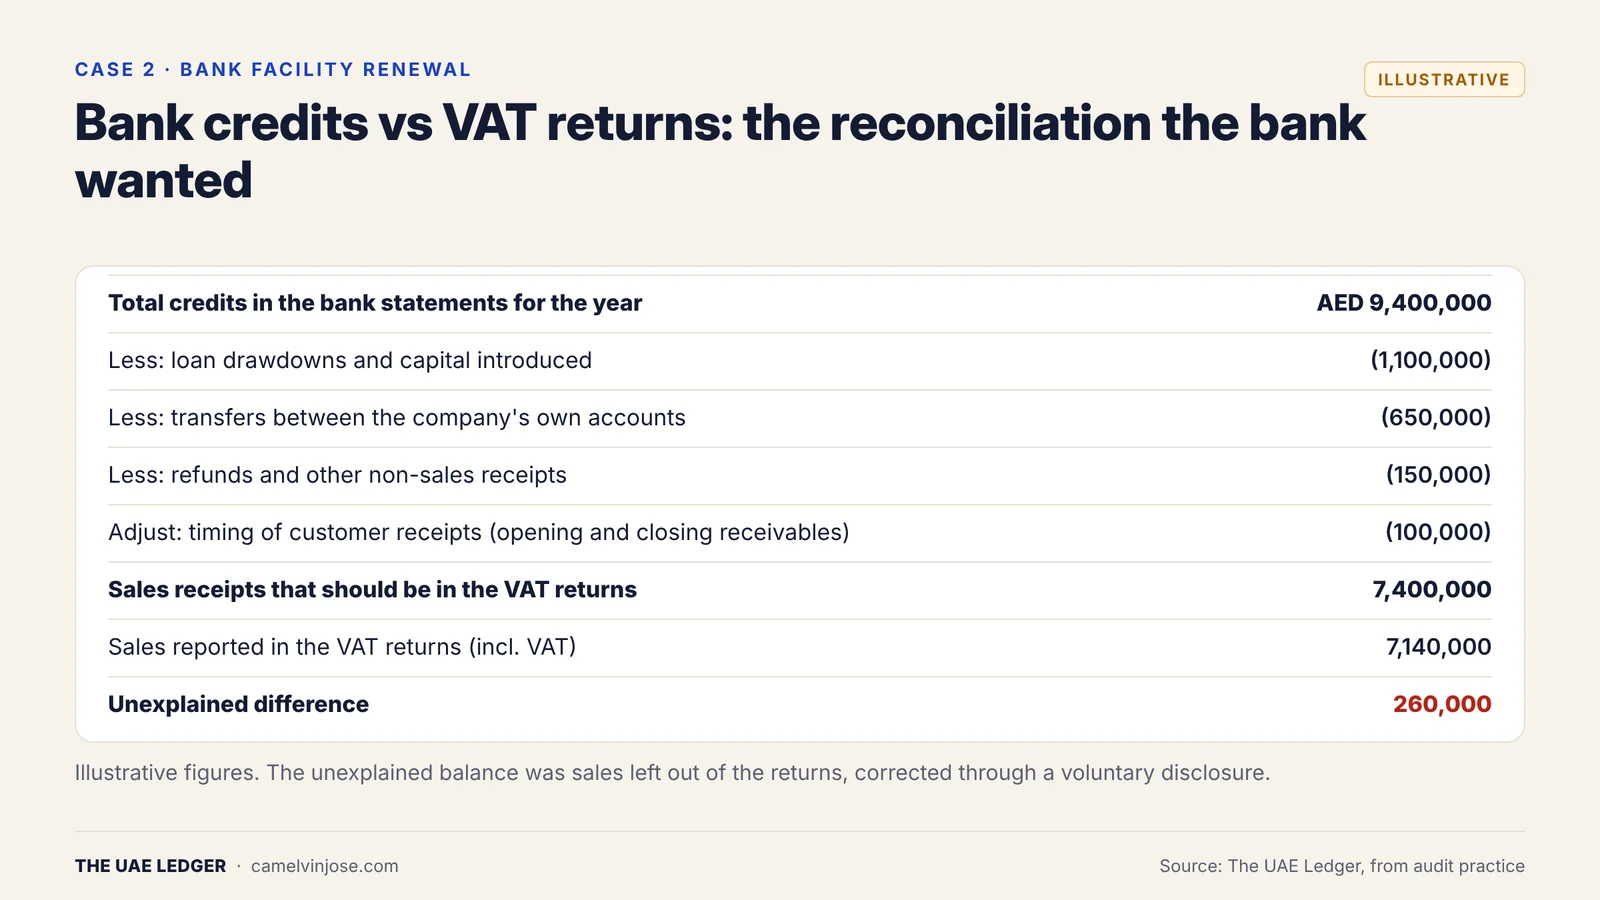 CASE 2 · BANK FACILITY RENEWAL
ILLUSTRATIVE
Bank credits vs VAT returns: the reconciliation the bank
wanted
Total credits in the bank statements for the year AED 9,400,000
Less: loan drawdowns and capital introduced (1,100,000)
Less: transfers between the company's own accounts (650,000)
Less: refunds and other non-sales receipts (150,000)
Adjust: timing of customer receipts (opening and closing receivables) (100,000)
Sales receipts that should be in the VAT returns 7,400,000
Sales reported in the VAT returns (incl. VAT) 7,140,000
Unexplained difference 260,000
Illustrative figures. The unexplained balance was sales left out of the returns, corrected through a voluntary disclosure.
THE UAE LEDGER · camelvinjose.com
Source: The UAE Ledger, from audit practice